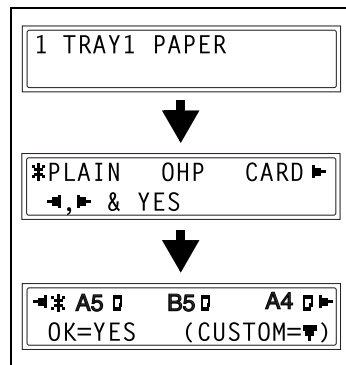 1 TRAY1 PAPER
*PLAIN OHP CARD ►
◄,► & YES
◄* A5 ▯ B5 ▯ A4 ▯ ►
OK=YES (CUSTOM=▼)